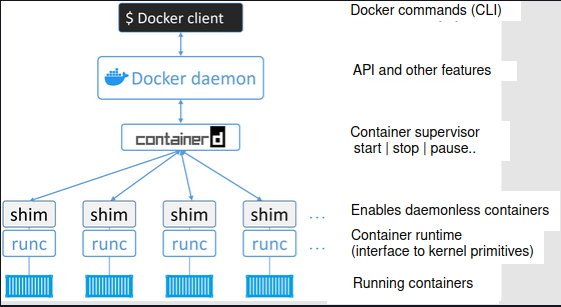 $ Docker client
Docker commands (CLI)
Docker daemon
API and other features
containerd
Container supervisor
start | stop | pause..
shim shim shim shim ...
Enables daemonless containers
runc runc runc runc ...
Container runtime
(interface to kernel primitives)
Running containers